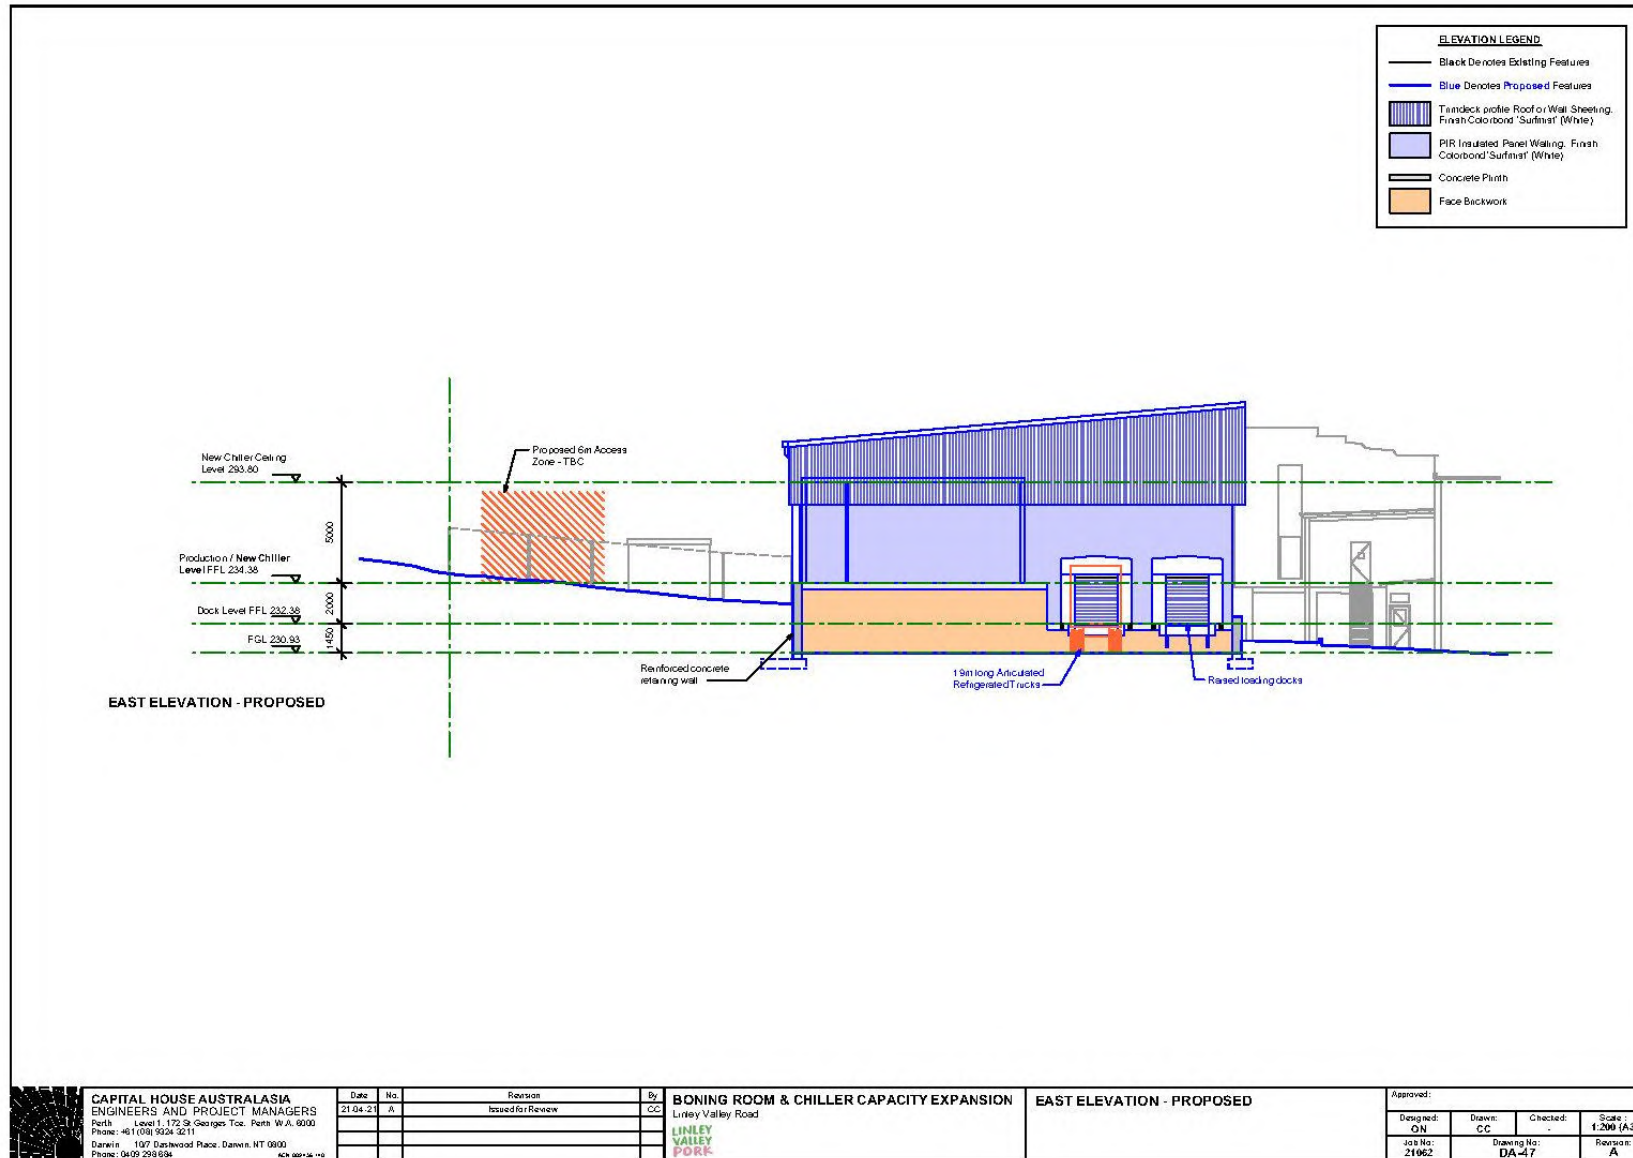 ELEVATION LEGEND
Black Denotes Existing Features
Blue Denotes Proposed Features
Trimdeck profile Roof or Wall Sheeting.
Finish Colorbond 'Surfmist' (White)
PIR Insulated Panel Walling. Finish
Colorbond 'Surfmist' (White)
Concrete Plinth
Face Brickwork
New Chiller Ceiling
Level 293.80
Proposed 6m Access
Zone - TBC
5000
Production / New Chiller
Level FFL 234.38
2000
Dock Level FFL 232.38
1450
FGL 230.93
Reinforced concrete
retaining wall
19m long Articulated
Refrigerated Trucks
Raised loading docks
EAST ELEVATION - PROPOSED
CAPITAL HOUSE AUSTRALASIA
ENGINEERS AND PROJECT MANAGERS
Perth Level 1, 172 St Georges Tce. Perth W.A. 6000
Phone: +61 (08) 9324 3211
Darwin 10/7 Dashwood Place. Darwin. NT 0800
Phone: 0409 298 684
Date No. Revision By
21-04-21 A Issued for Review CC
BONING ROOM & CHILLER CAPACITY EXPANSION
Linley Valley Road
LINLEY
VALLEY
PORK
EAST ELEVATION - PROPOSED
Approved:
Designed: Drawn: Checked: Scale :
ON CC - 1:200 (A3
Job No: Drawing No: Revision:
21062 DA-47 A